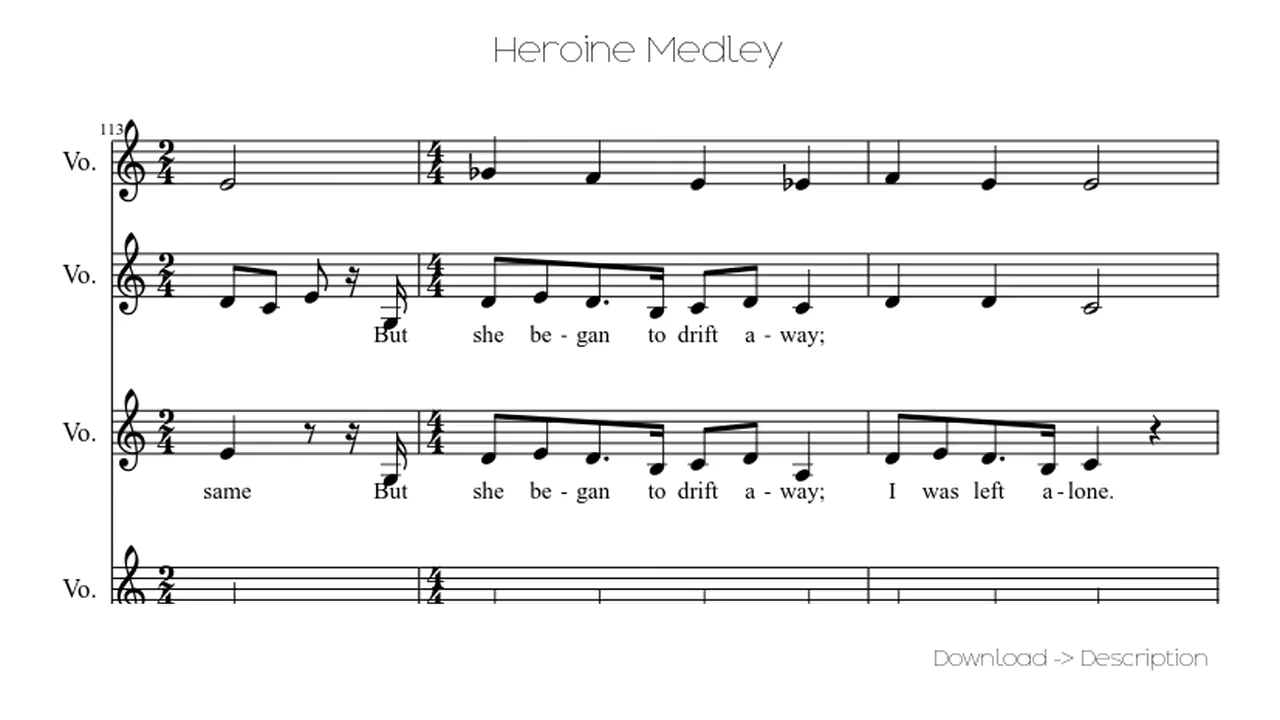 Heroine Medley
113
Vo.
Vo.
But she be - gan to drift a - way;
Vo.
same But she be - gan to drift a - way; I was left a - lone.
Vo.
Download -> Description